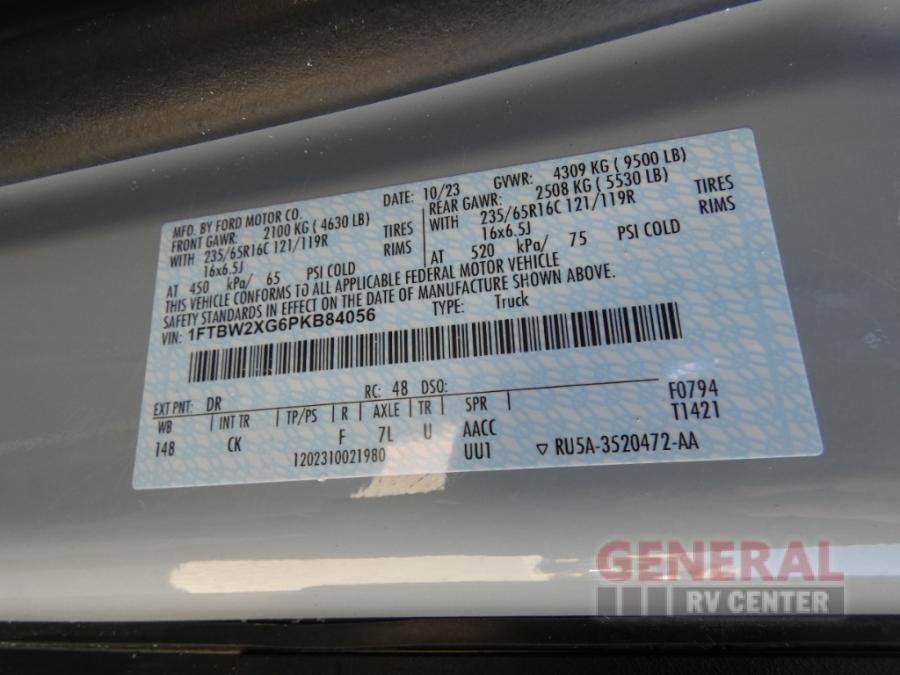 MFD. BY FORD MOTOR CO.
DATE: 10/23
GVWR: 4309 KG ( 9500 LB)
FRONT GAWR: 2100 KG ( 4630 LB)
WITH 235/65R16C 121/119R TIRES
16x6.5J RIMS
AT 450 kPa/ 65 PSI COLD
REAR GAWR: 2508 KG ( 5530 LB)
WITH 235/65R16C 121/119R TIRES
16x6.5J RIMS
AT 520 kPa/ 75 PSI COLD
THIS VEHICLE CONFORMS TO ALL APPLICABLE FEDERAL MOTOR VEHICLE
SAFETY STANDARDS IN EFFECT ON THE DATE OF MANUFACTURE SHOWN ABOVE.
VIN: 1FTBW2XG6PKB84056
TYPE: Truck
EXT PNT: DR RC: 48 DSO: F0794
WB INT TR TP/PS R AXLE TR SPR T1421
148 CK F 7L U AACC
1202310021980 UU1 ▽ RU5A-3520472-AA
GENERAL
RV CENTER